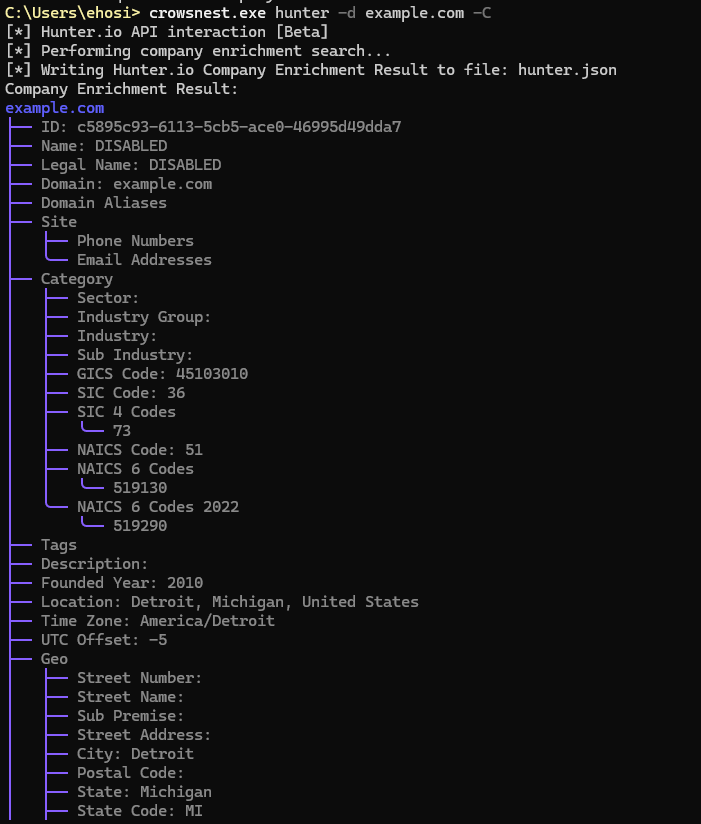 C:\Users\ehosi> crowsnest.exe hunter -d example.com -C
[*] Hunter.io API interaction [Beta]
[*] Performing company enrichment search...
[*] Writing Hunter.io Company Enrichment Result to file: hunter.json
Company Enrichment Result:
example.com
ID: c5895c93-6113-5cb5-ace0-46995d49dda7
Name: DISABLED
Legal Name: DISABLED
Domain: example.com
Domain Aliases
Site
Phone Numbers
Email Addresses
Category
Sector:
Industry Group:
Industry:
Sub Industry:
GICS Code: 45103010
SIC Code: 36
SIC 4 Codes
73
NAICS Code: 51
NAICS 6 Codes
519130
NAICS 6 Codes 2022
519290
Tags
Description:
Founded Year: 2010
Location: Detroit, Michigan, United States
Time Zone: America/Detroit
UTC Offset: -5
Geo
Street Number:
Street Name:
Sub Premise:
Street Address:
City: Detroit
Postal Code:
State: Michigan
State Code: MI